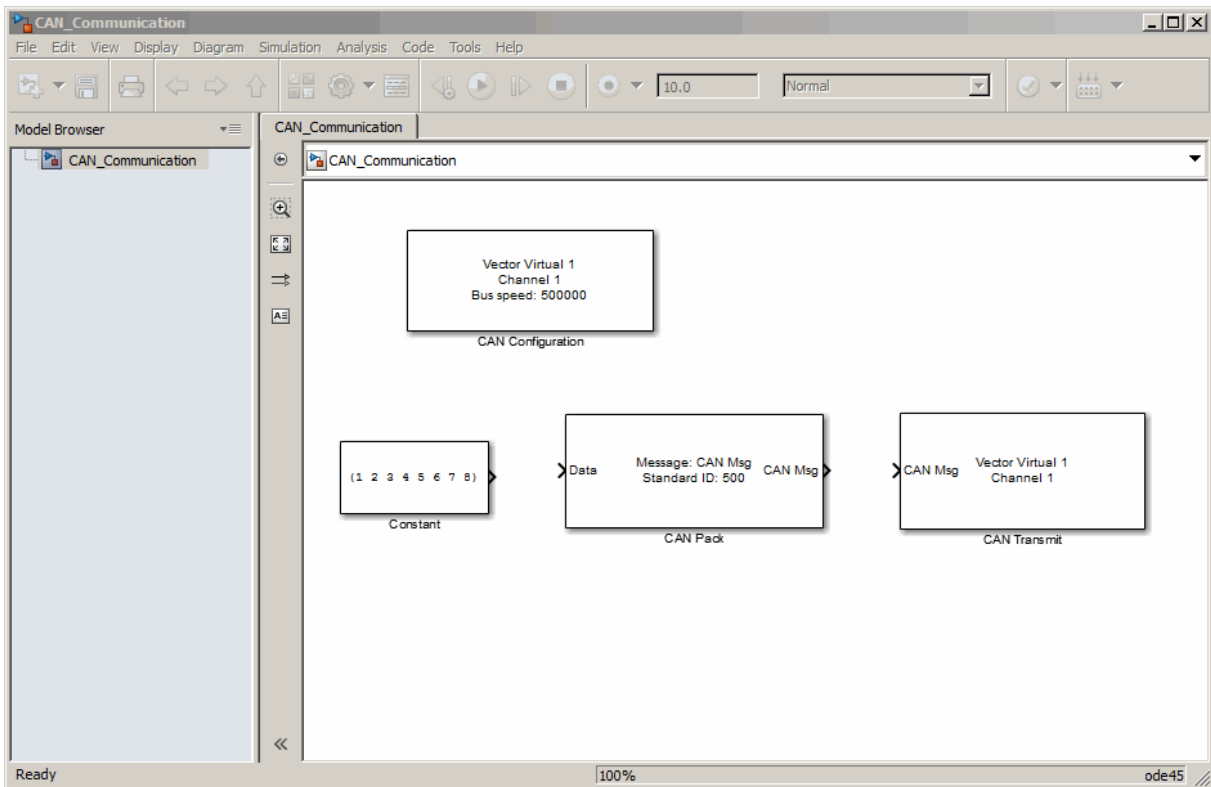 CAN_Communication
File Edit View Display Diagram Simulation Analysis Code Tools Help
10.0 Normal
Model Browser
CAN_Communication
CAN_Communication
CAN_Communication
Vector Virtual 1
Channel 1
Bus speed: 500000
CAN Configuration
(1 2 3 4 5 6 7 8)
Constant
Data
Message: CAN Msg
Standard ID: 500
CAN Msg
CAN Pack
CAN Msg
Vector Virtual 1
Channel 1
CAN Transmit
Ready 100% ode45